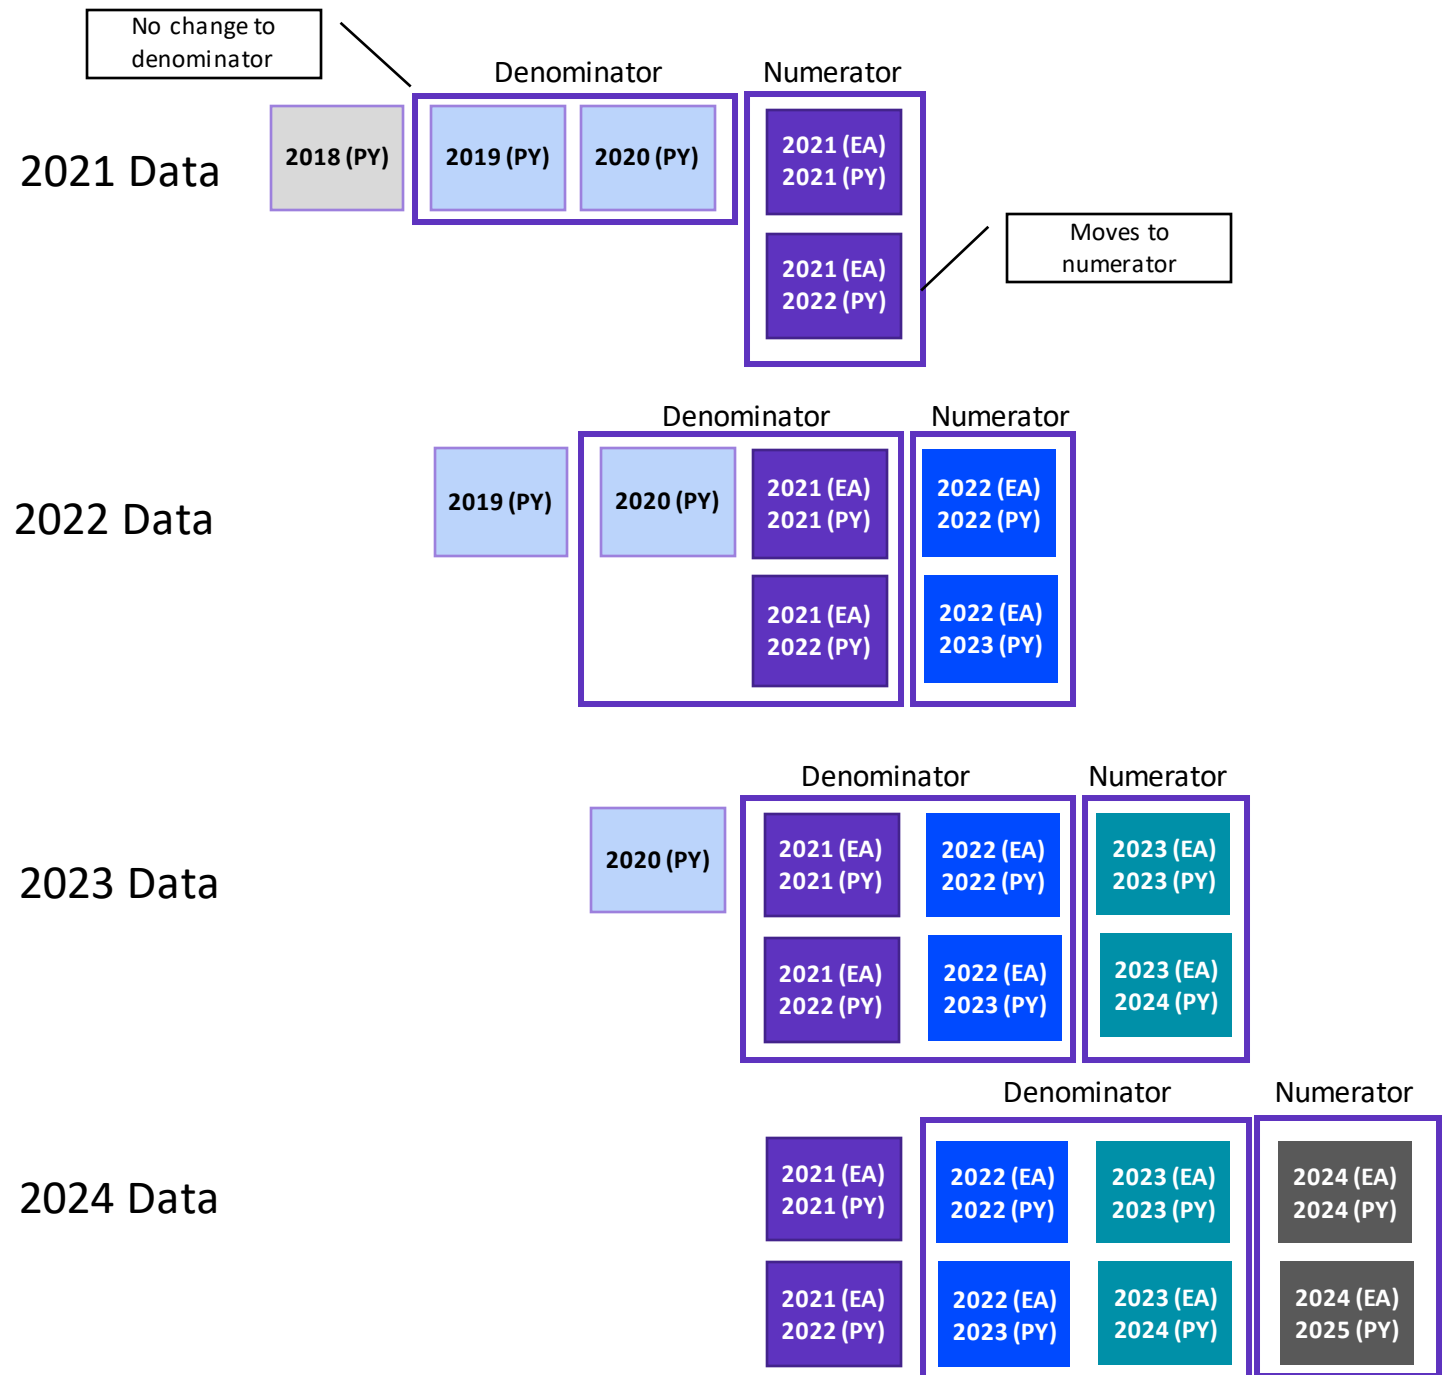 No change to
denominator
Denominator
Numerator
2021 Data
2018 (PY)
2019 (PY)
2020 (PY)
2021 (EA)
2021 (PY)
2021 (EA)
2022 (PY)
Moves to
numerator
Denominator
Numerator
2022 Data
2019 (PY)
2020 (PY)
2021 (EA)
2021 (PY)
2022 (EA)
2022 (PY)
2021 (EA)
2022 (PY)
2022 (EA)
2023 (PY)
Denominator
Numerator
2023 Data
2020 (PY)
2021 (EA)
2021 (PY)
2022 (EA)
2022 (PY)
2023 (EA)
2023 (PY)
2021 (EA)
2022 (PY)
2022 (EA)
2023 (PY)
2023 (EA)
2024 (PY)
Denominator
Numerator
2024 Data
2021 (EA)
2021 (PY)
2022 (EA)
2022 (PY)
2023 (EA)
2023 (PY)
2024 (EA)
2024 (PY)
2021 (EA)
2022 (PY)
2022 (EA)
2023 (PY)
2023 (EA)
2024 (PY)
2024 (EA)
2025 (PY)